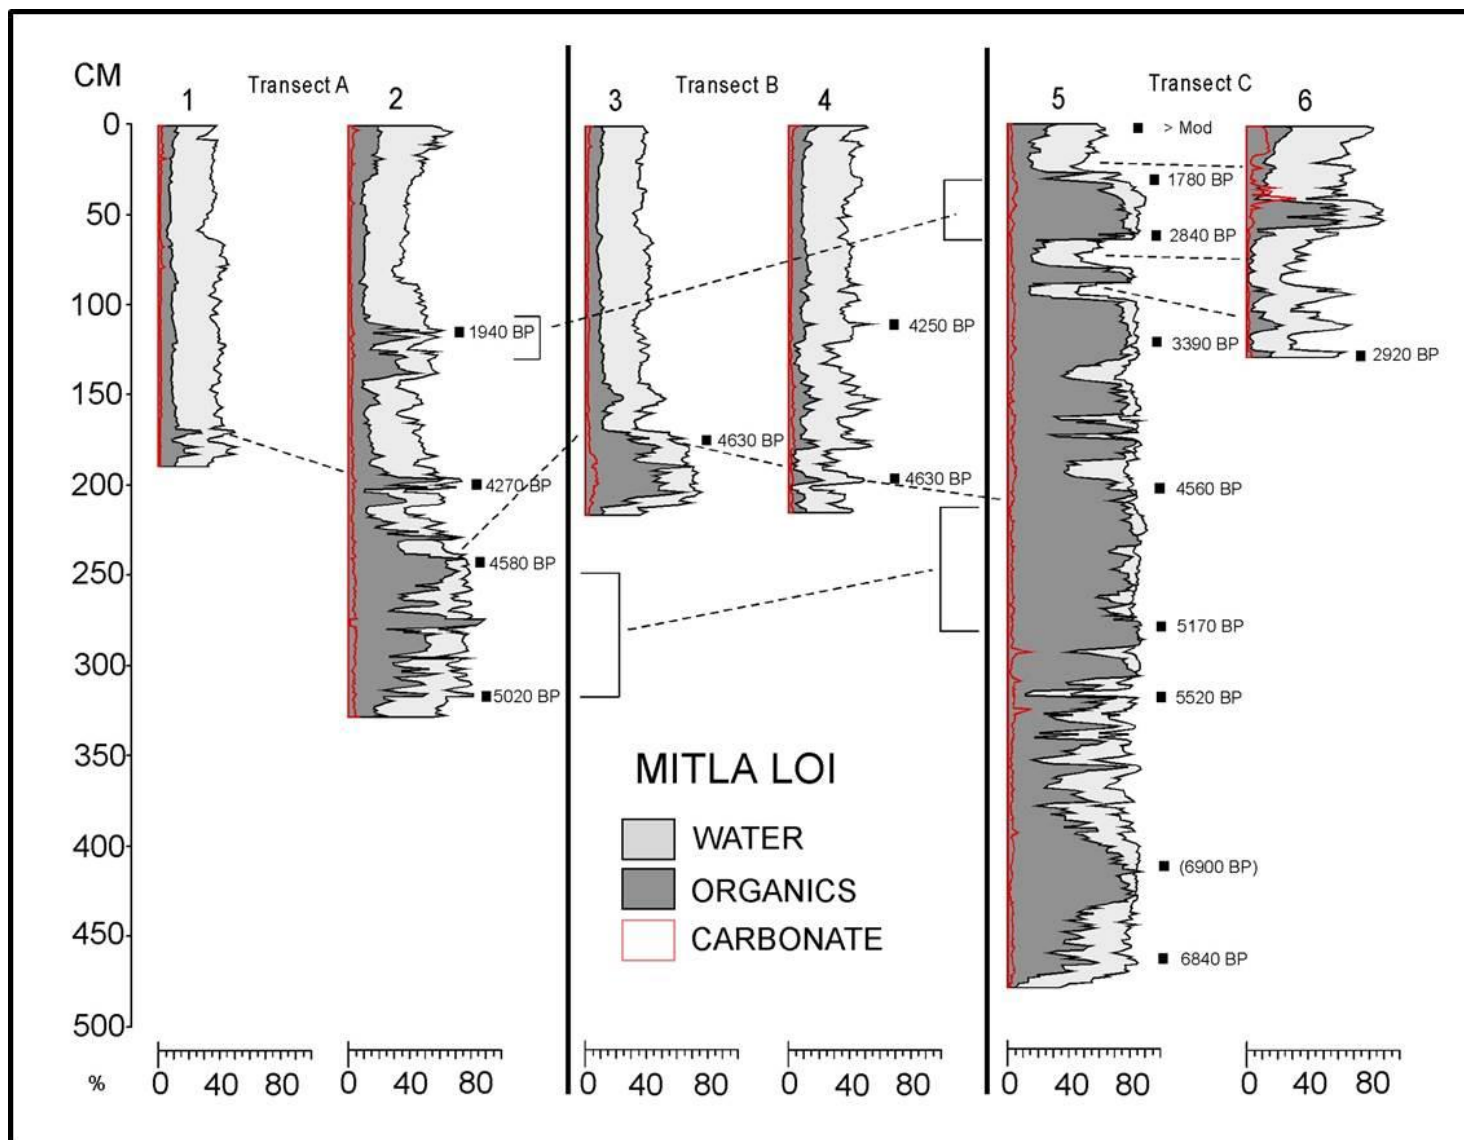 CM
Transect A
Transect B
Transect C
1
2
3
4
5
6
0
50
100
150
200
250
300
350
400
450
500
%
> Mod
1780 BP
2840 BP
3390 BP
4560 BP
5170 BP
5520 BP
(6900 BP)
6840 BP
2920 BP
1940 BP
4270 BP
4580 BP
5020 BP
4630 BP
4250 BP
4630 BP
MITLA LOI
WATER
ORGANICS
CARBONATE
0 40 80
0 40 80
0 40 80
0 40 80
0 40 80
0 40 80